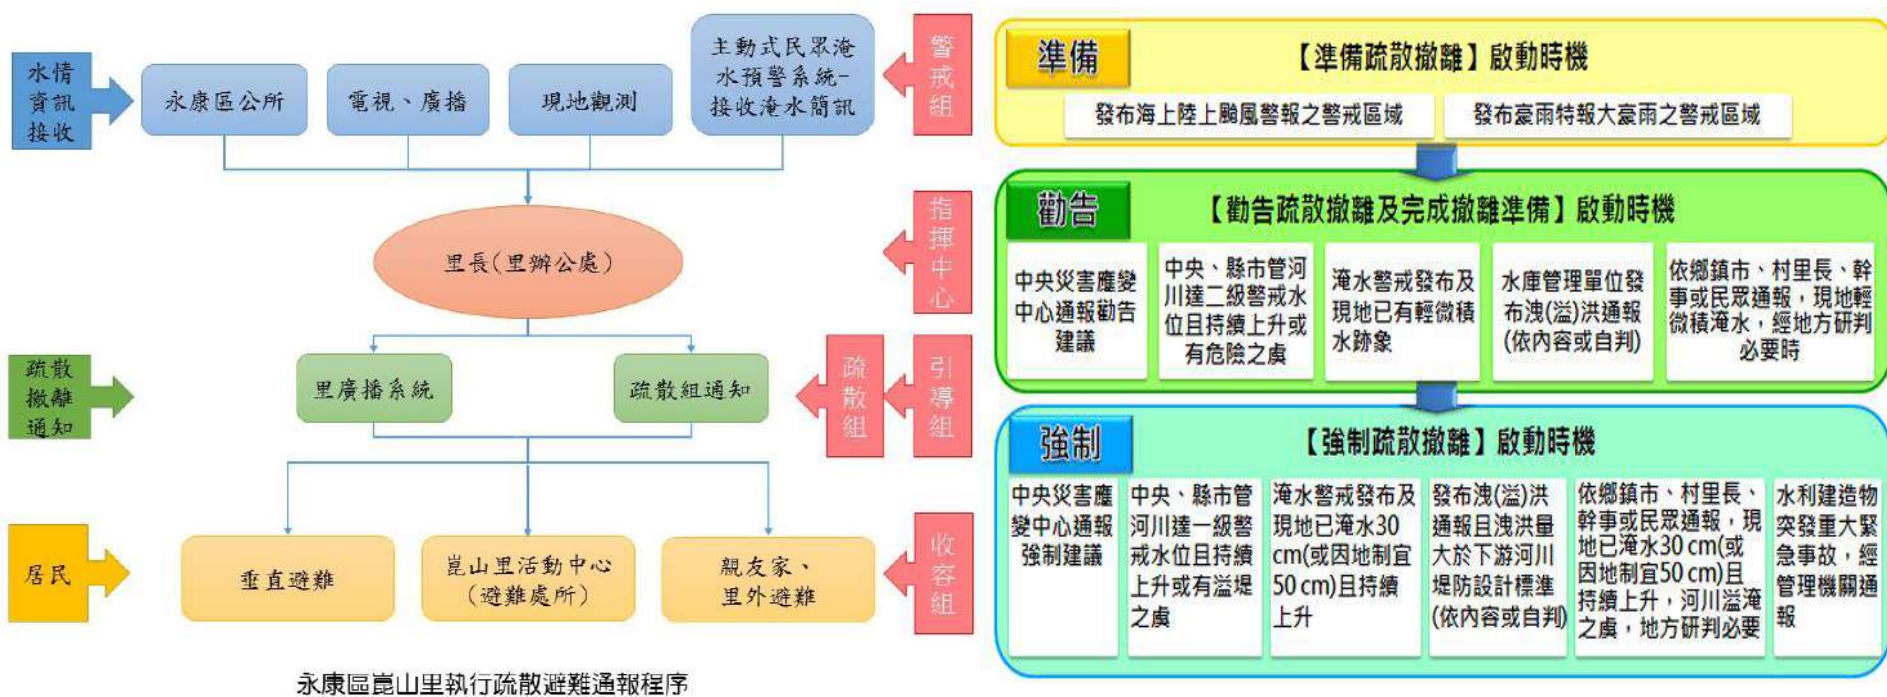 水情
資訊
接收
永康區公所
電視、廣播
現地觀測
主動式民眾淹
水預警系統-
接收淹水簡訊
警戒組
里長(里辦公處)
指揮中心
疏散
撤離
通知
里廣播系統
疏散組通知
疏散組
引導組
居民
垂直避難
崑山里活動中心
(避難處所)
親友家、
里外避難
收容組
永康區崑山里執行疏散避難通報程序
準備
【準備疏散撤離】啟動時機
發布海上陸上颱風警報之警戒區域
發布豪雨特報大豪雨之警戒區域
勸告
【勸告疏散撤離及完成撤離準備】啟動時機
中央災害應變
中心通報勸告
建議
中央、縣市管河
川達二級警戒水
位且持續上升或
有危險之虞
淹水警戒發布及
現地已有輕微積
水跡象
水庫管理單位發
布洩(溢)洪通報
(依內容或自判)
依鄉鎮市、村里長、幹
事或民眾通報，現地輕
微積淹水，經地方研判
必要時
強制
【強制疏散撤離】啟動時機
中央災害應
變中心通報
強制建議
中央、縣市管
河川達一級警
戒水位且持續
上升或有溢堤
之虞
淹水警戒發布及
現地已淹水30
cm(或因地制宜
50 cm)且持續
上升
發布洩(溢)洪
通報且洩洪量
大於下游河川
堤防設計標準
(依內容或自判)
依鄉鎮市、村里長、
幹事或民眾通報，現
地已淹水30 cm(或
因地制宜50 cm)且
持續上升，河川溢淹
之虞，地方研判必要
水利建造物
突發重大緊
急事故，經
管理機關通
報